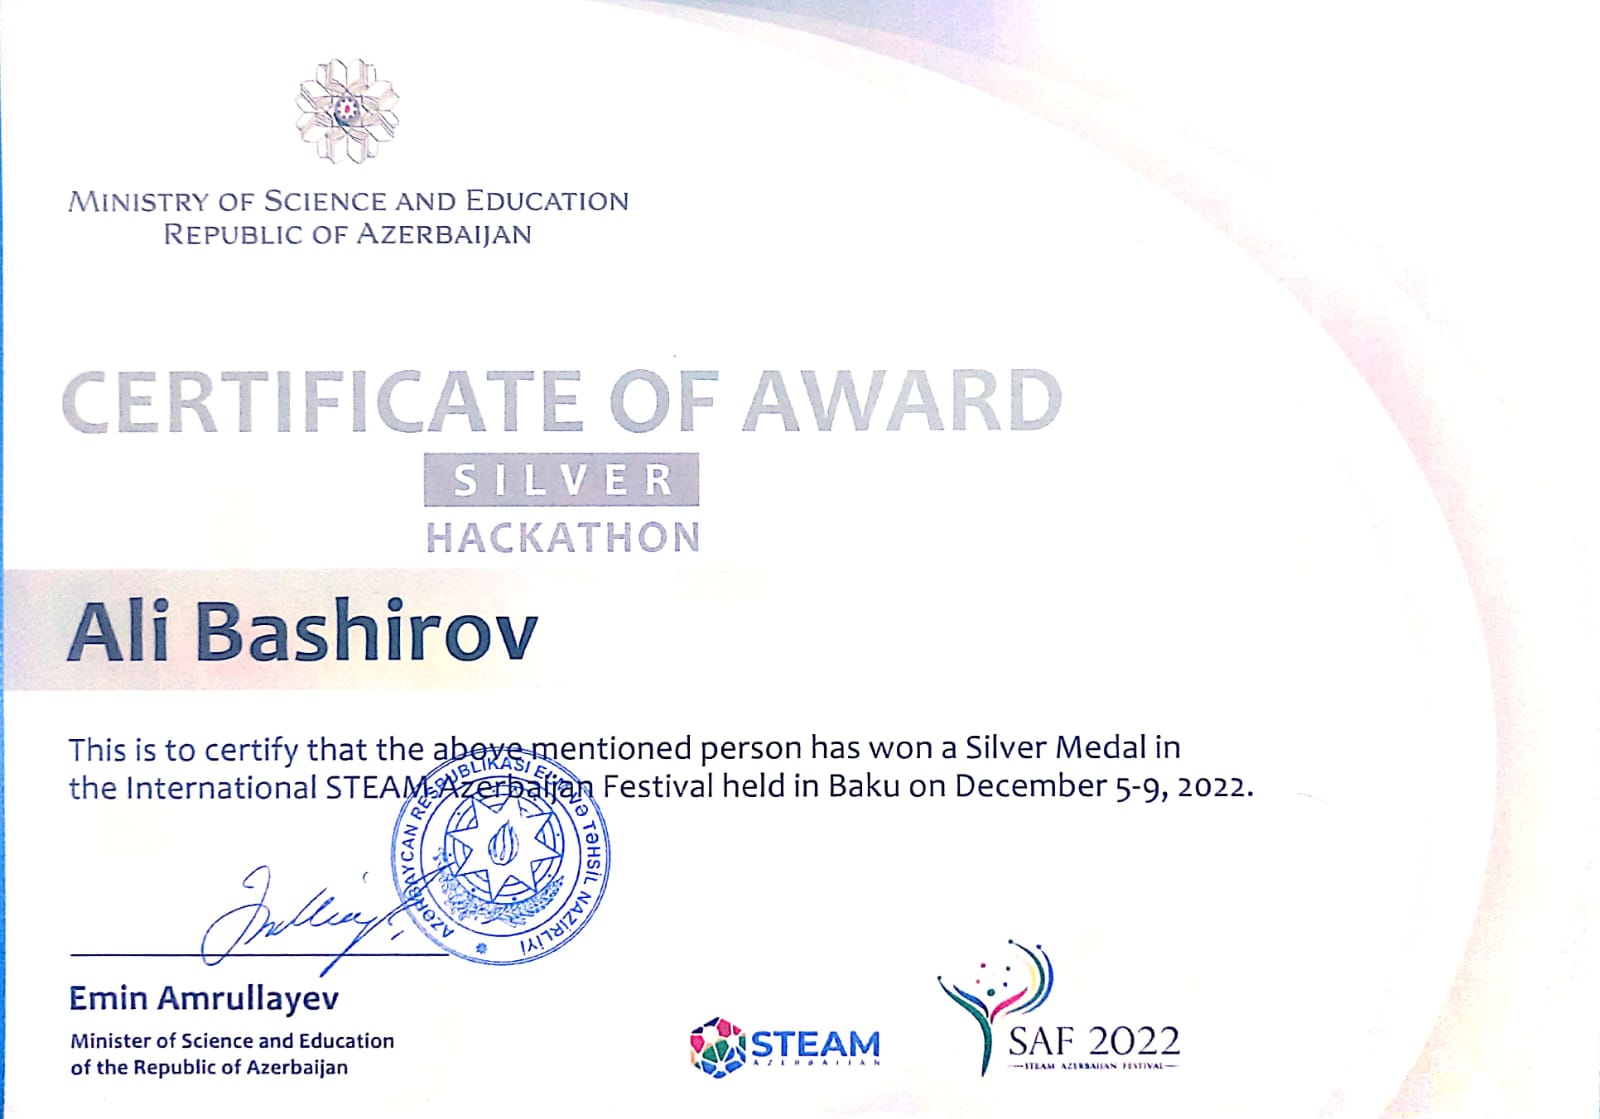 MINISTRY OF SCIENCE AND EDUCATION
REPUBLIC OF AZERBAIJAN
CERTIFICATE OF AWARD
SILVER
HACKATHON
Ali Bashirov
This is to certify that the above mentioned person has won a Silver Medal in
the International STEAM Azerbaijan Festival held in Baku on December 5-9, 2022.
AZƏRBAYCAN RESPUBLİKASI ELM VƏ TƏHSİL NAZİRLİYİ
Emin Amrullayev
Minister of Science and Education
of the Republic of Azerbaijan
STEAM
AZERBAIJAN
SAF 2022
STEAM AZERBAIJAN FESTIVAL